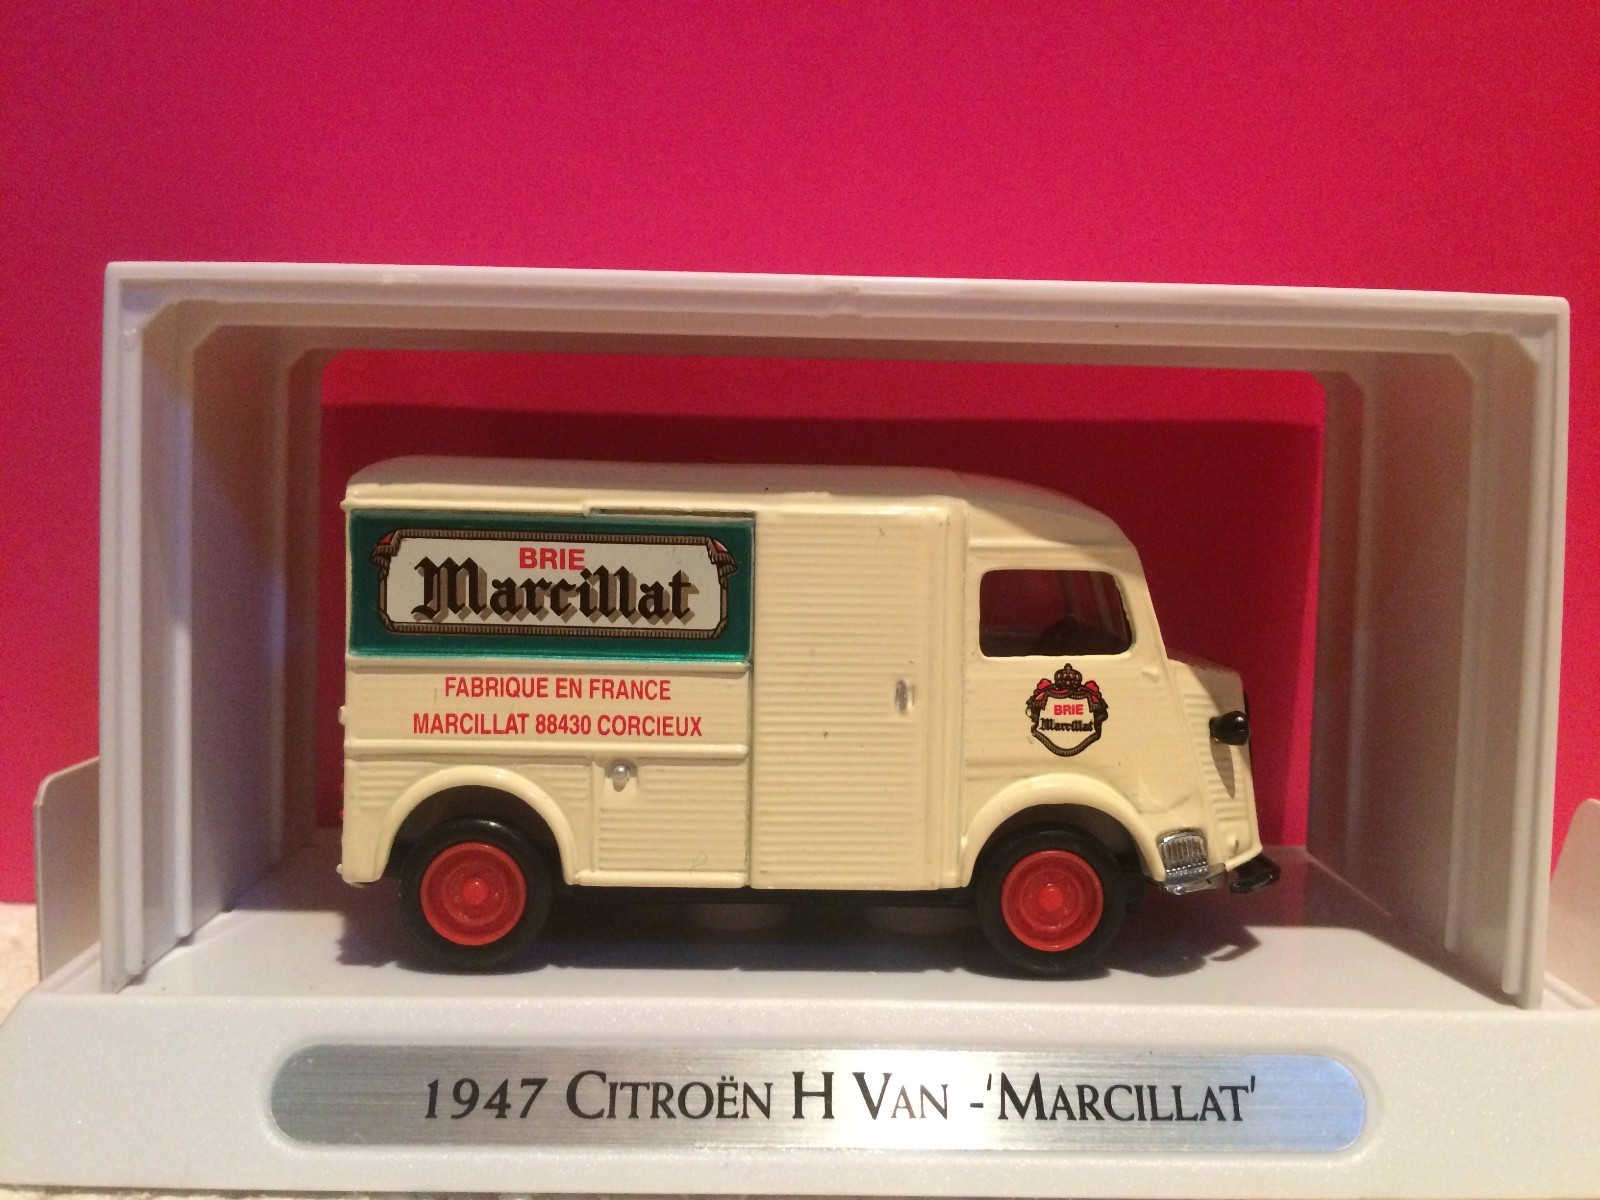 BRIE
Marcillat
FABRIQUE EN FRANCE
MARCILLAT 88430 CORCIEUX
BRIE
Marcillat
1947 CITROËN H VAN -'MARCILLAT'